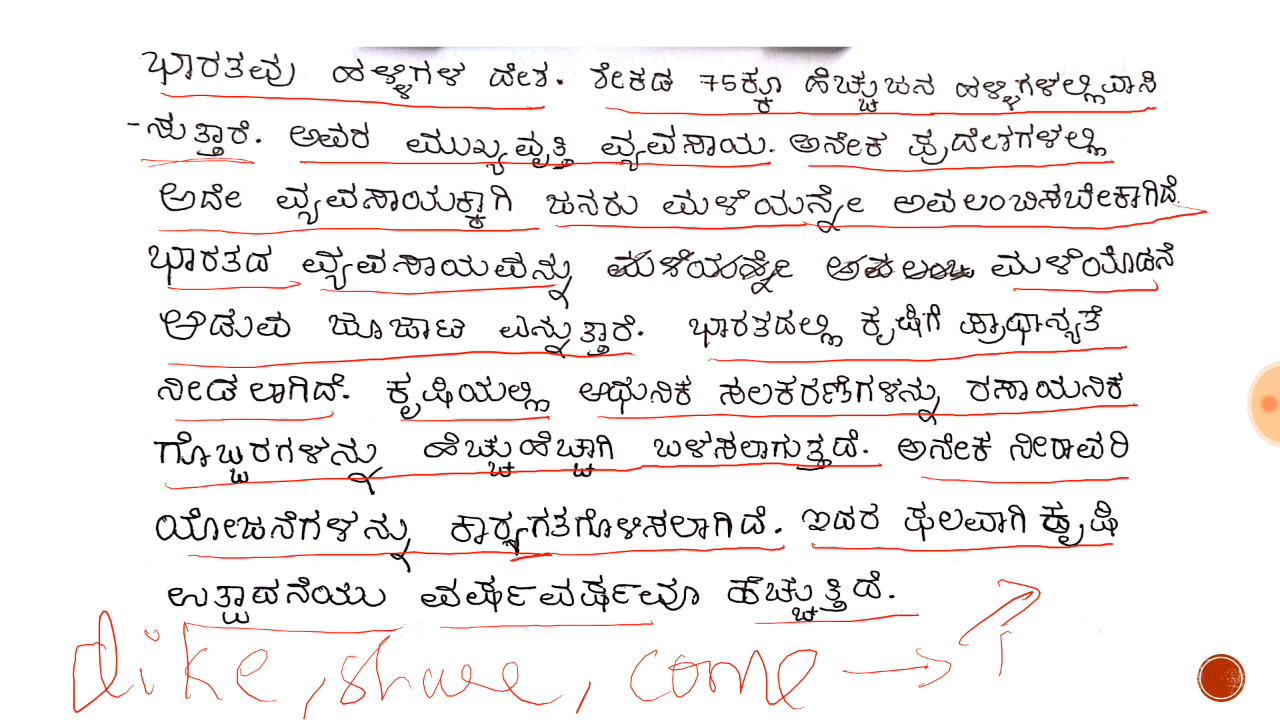 ಭಾರತವು ಹಳ್ಳಿಗಳ ದೇಶ. ಶೇಕಡ 75ಕ್ಕೂ ಹೆಚ್ಚುಜನ ಹಳ್ಳಿಗಳಲ್ಲಿ ವಾಸಿ
-ಸುತ್ತಾರೆ. ಅವರ ಮುಖ್ಯವೃತ್ತಿ ವ್ಯವಸಾಯ. ಅನೇಕ ಪ್ರದೇಶಗಳಲ್ಲಿ
ಅದೇ ವ್ಯವಸಾಯಕ್ಕಾಗಿ ಜನರು ಮಳೆಯನ್ನೇ ಅವಲಂಬಿಸಬೇಕಾಗಿದೆ.
ಭಾರತದ ವ್ಯವಸಾಯವನ್ನು ಮಳೆಯೊಡನೆ
ಆಡುವ ಜೂಜಾಟ ಎನ್ನುತ್ತಾರೆ. ಭಾರತದಲ್ಲಿ ಕೃಷಿಗೆ ಪ್ರಾಧಾನ್ಯತೆ
ನೀಡಲಾಗಿದೆ. ಕೃಷಿಯಲ್ಲಿ ಆಧುನಿಕ ಸಲಕರಣೆಗಳನ್ನು ರಸಾಯನಿಕ
ಗೊಬ್ಬರಗಳನ್ನು ಹೆಚ್ಚುಹೆಚ್ಚಾಗಿ ಬಳಸಲಾಗುತ್ತದೆ. ಅನೇಕ ನೀರಾವರಿ
ಯೋಜನೆಗಳನ್ನು ಕಾರ್ಯಗತಗೊಳಿಸಲಾಗಿದೆ. ಇದರ ಫಲವಾಗಿ ಕೃಷಿ
ಉತ್ಪಾದನೆಯು ವರ್ಷವರ್ಷವೂ ಹೆಚ್ಚುತ್ತಿದೆ.
like, share, come